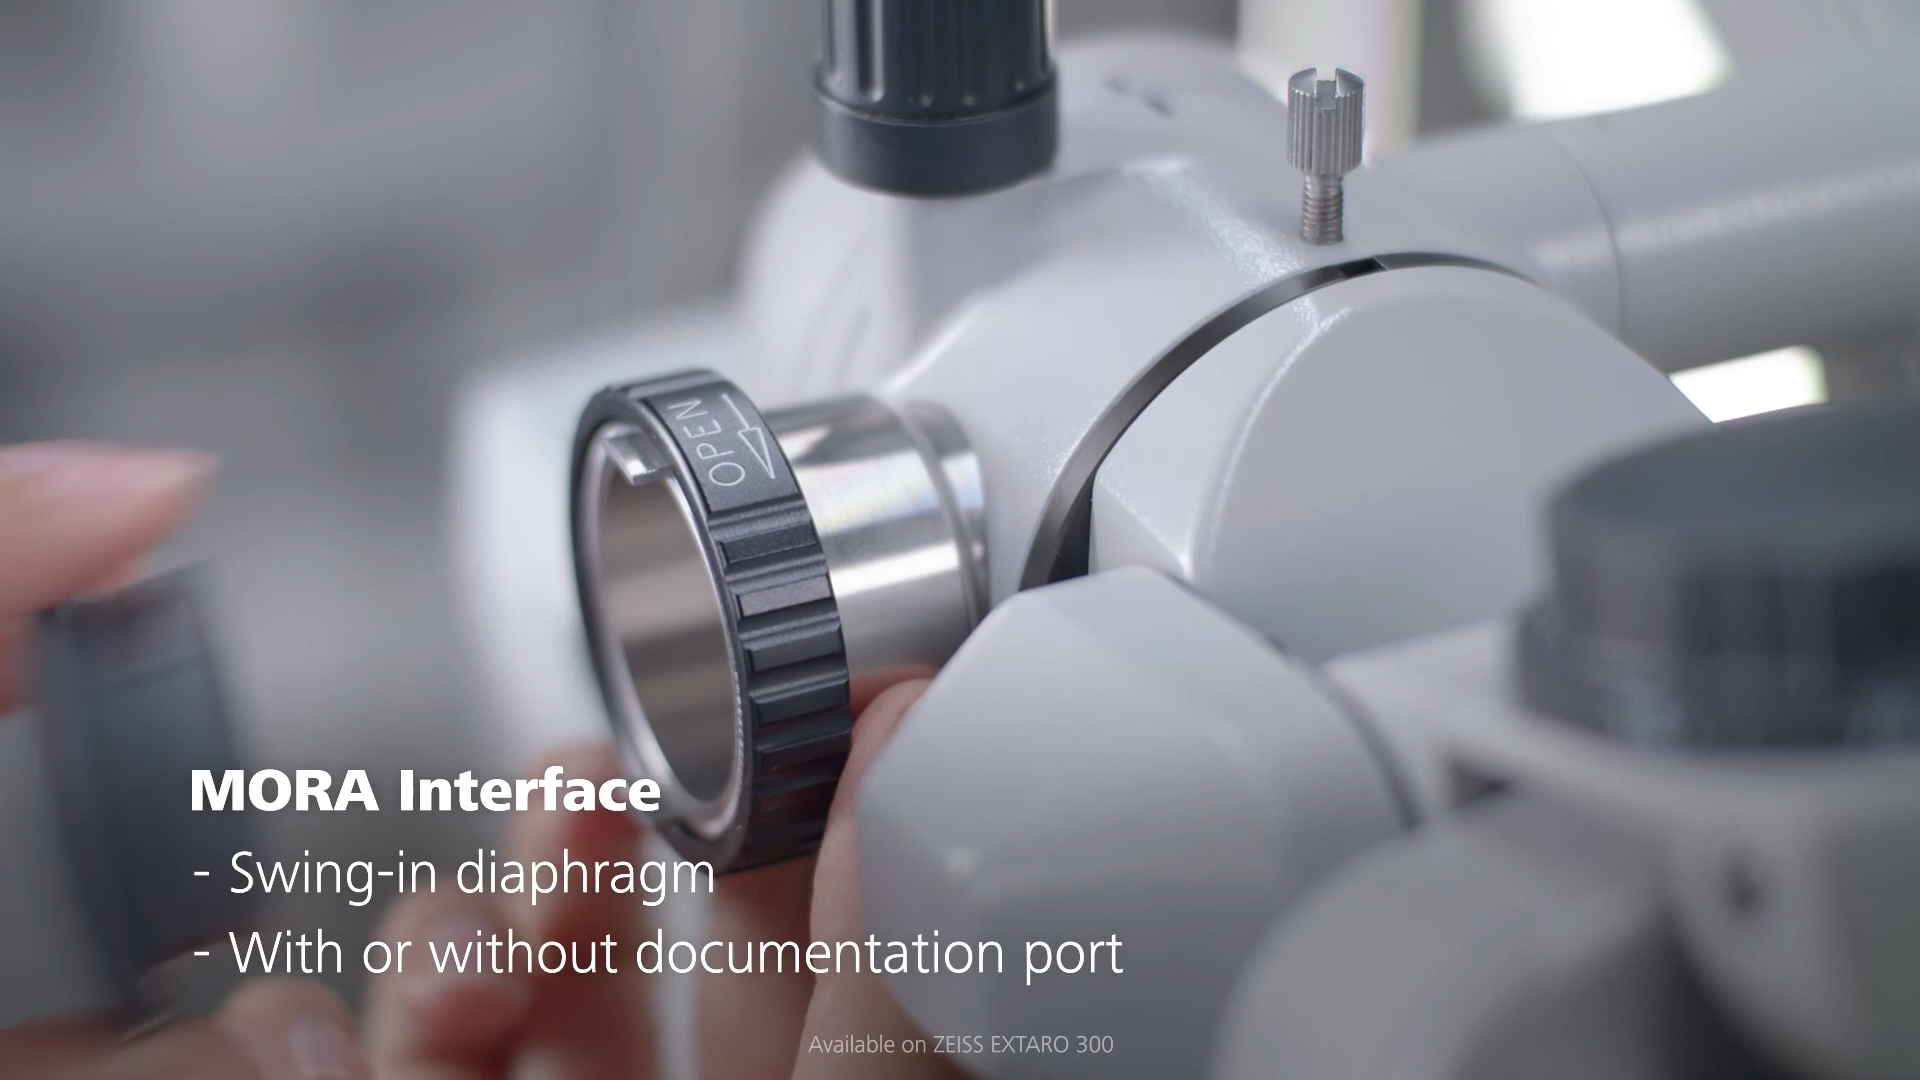 OPEN
MORA Interface
- Swing-in diaphragm
- With or without documentation port
Available on ZEISS EXTARO 300